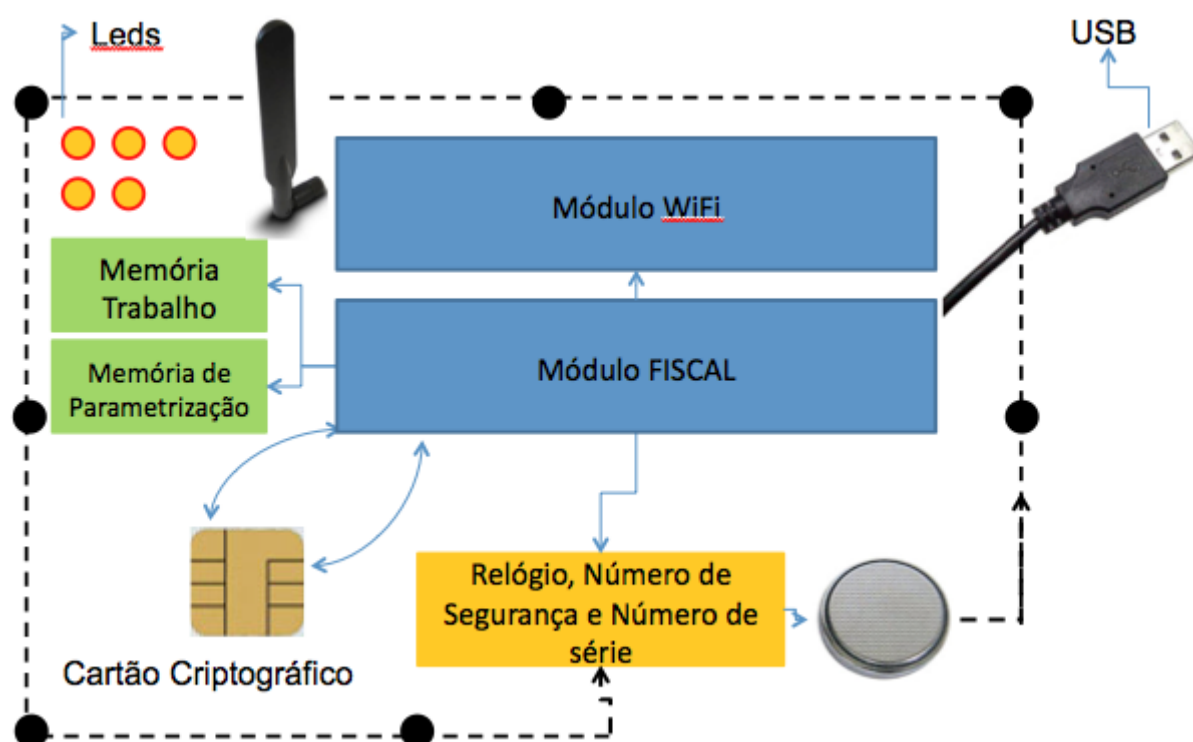 Leds
USB
Módulo WiFi
Memória
Trabalho
Módulo FISCAL
Memória de
Parametrização
Relógio, Número de
Segurança e Número de
série
Cartão Criptográfico